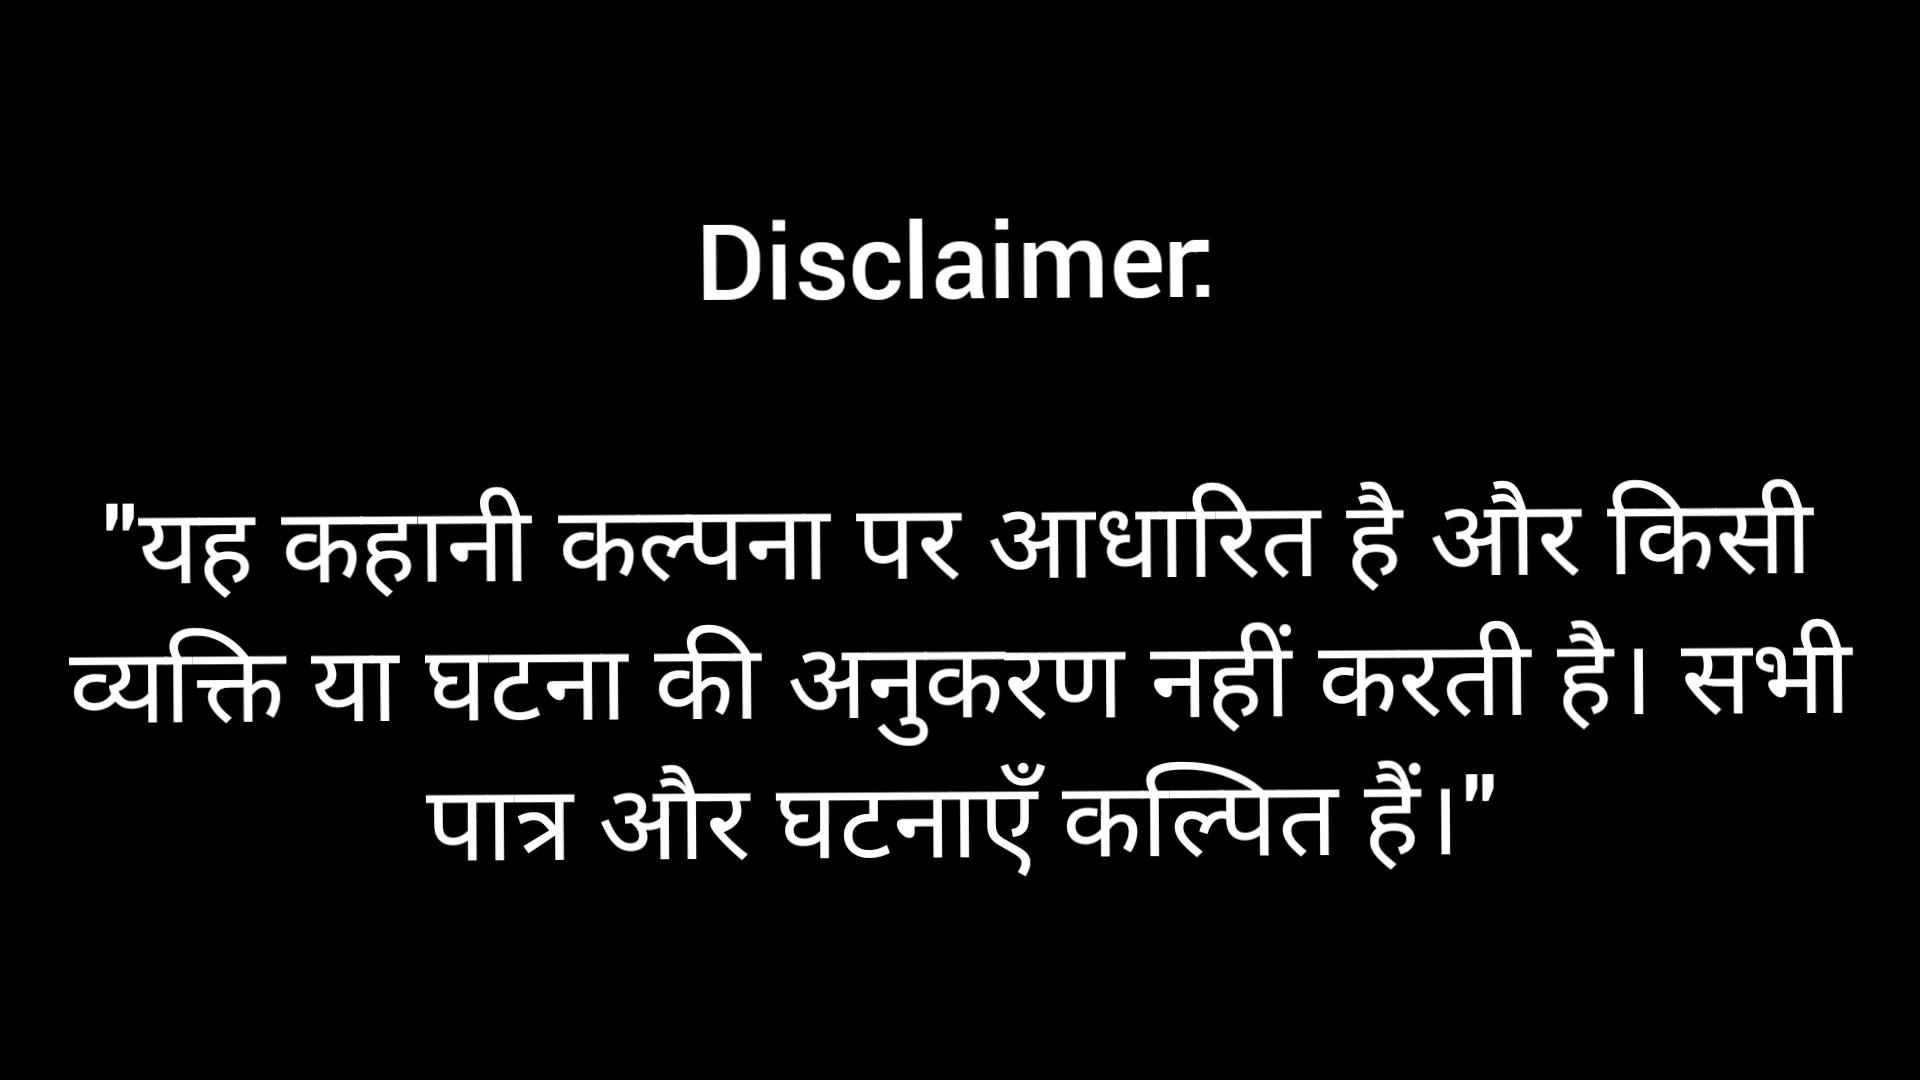 Disclaimer:
"यह कहानी कल्पना पर आधारित है और किसी
व्यक्ति या घटना की अनुकरण नहीं करती है। सभी
पात्र और घटनाएँ कल्पित हैं।"